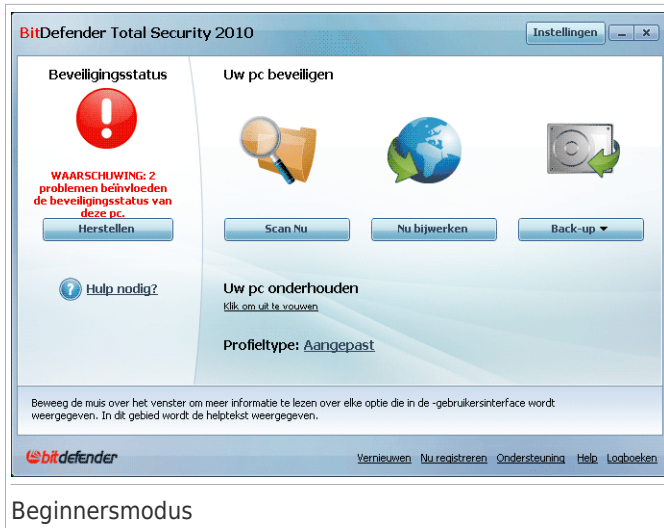 BitDefender Total Security 2010
Instellingen
Beveiligingsstatus
WAARSCHUWING: 2
problemen beïnvloeden
de beveiligingsstatus van
deze pc.
Herstellen
Hulp nodig?
Uw pc beveiligen
Scan Nu
Nu bijwerken
Back-up
Uw pc onderhouden
Klik om uit te vouwen
Profieltype: Aangepast
Beweeg de muis over het venster om meer informatie te lezen over elke optie die in de -gebruikersinterface wordt
weergegeven. In dit gebied wordt de helptekst weergegeven.
bitdefender
Vernieuwen Nu registreren Ondersteuning Help Logboeken
Beginnersmodus